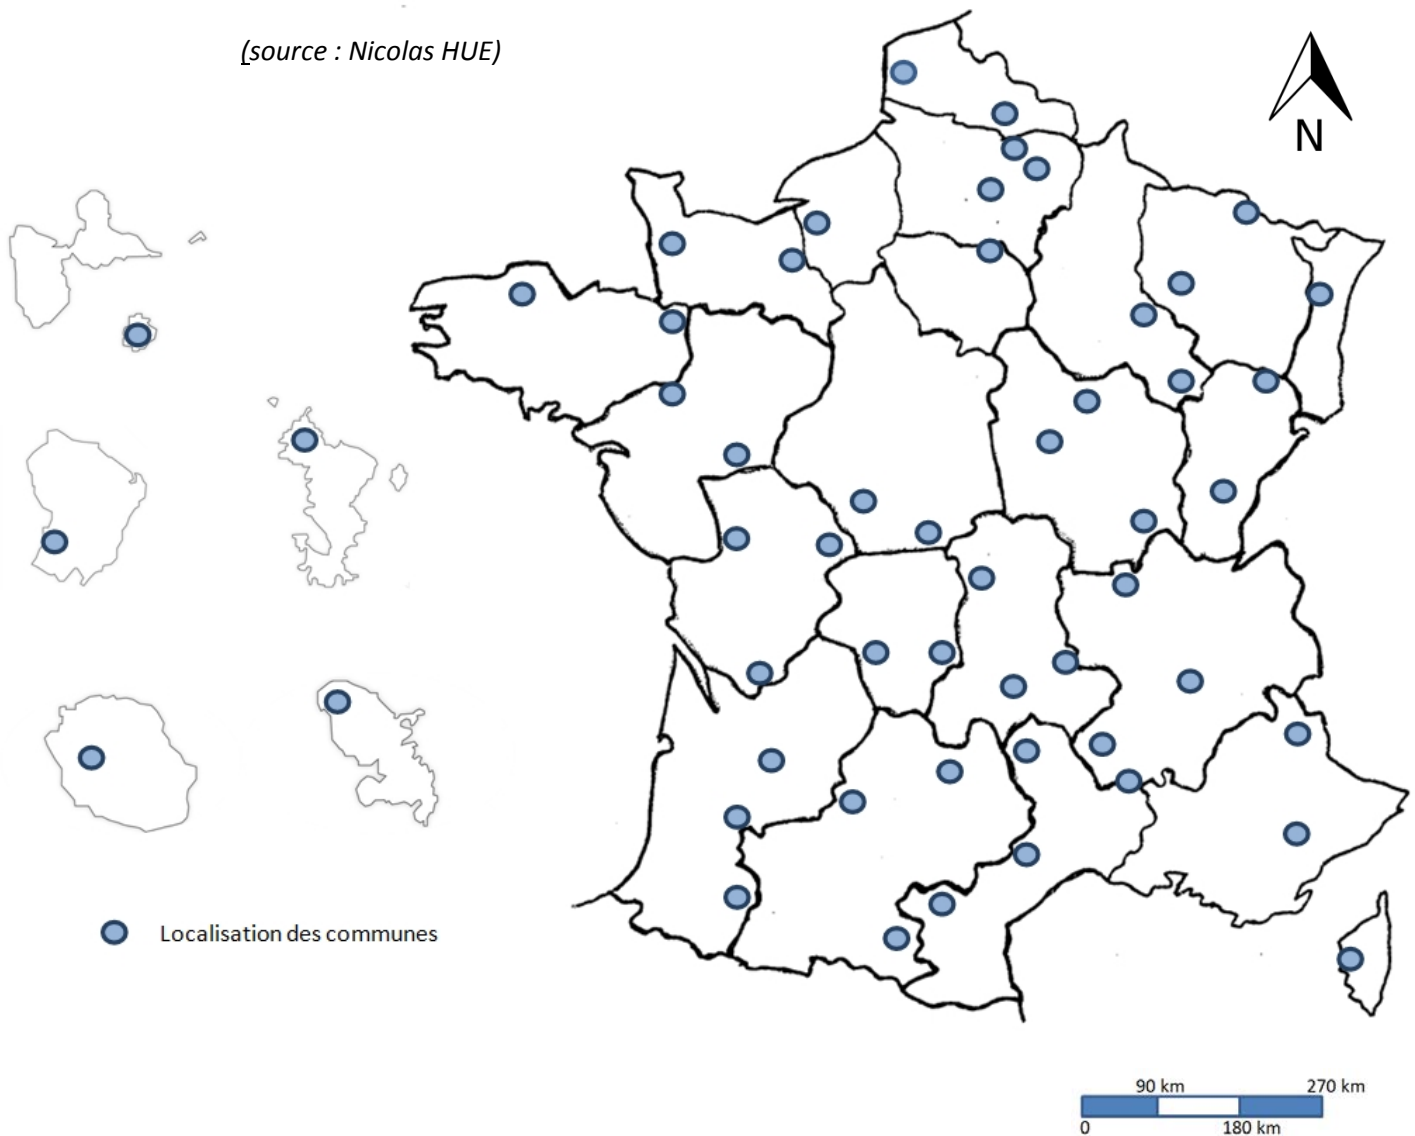 (source : Nicolas HUE)
N
Localisation des communes
90 km 270 km
0 180 km